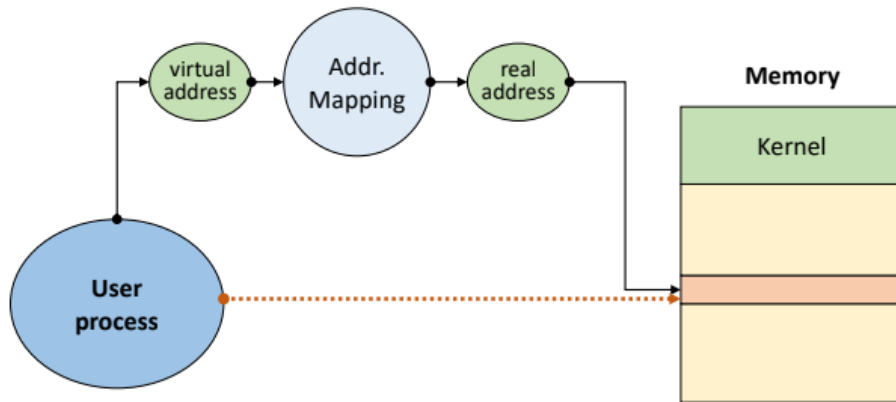 virtual
address
Addr.
Mapping
real
address
Memory
Kernel
User
process